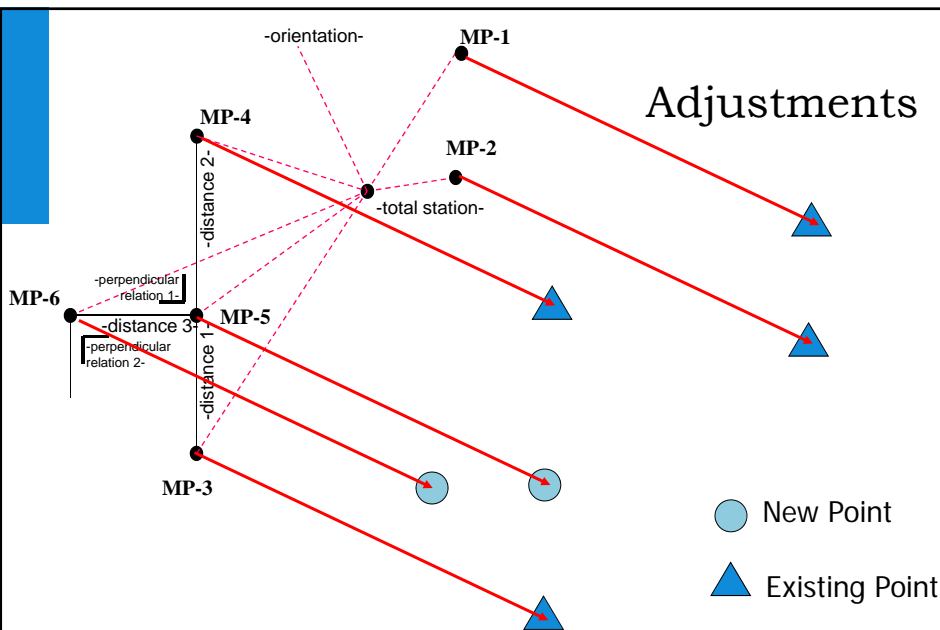 Adjustments
-orientation-
MP-1
MP-4
MP-2
-distance 2-
-total station-
-perpendicular
relation 1-
MP-6
-distance 3-
MP-5
-perpendicular
relation 2-
-distance 1-
MP-3
New Point
Existing Point